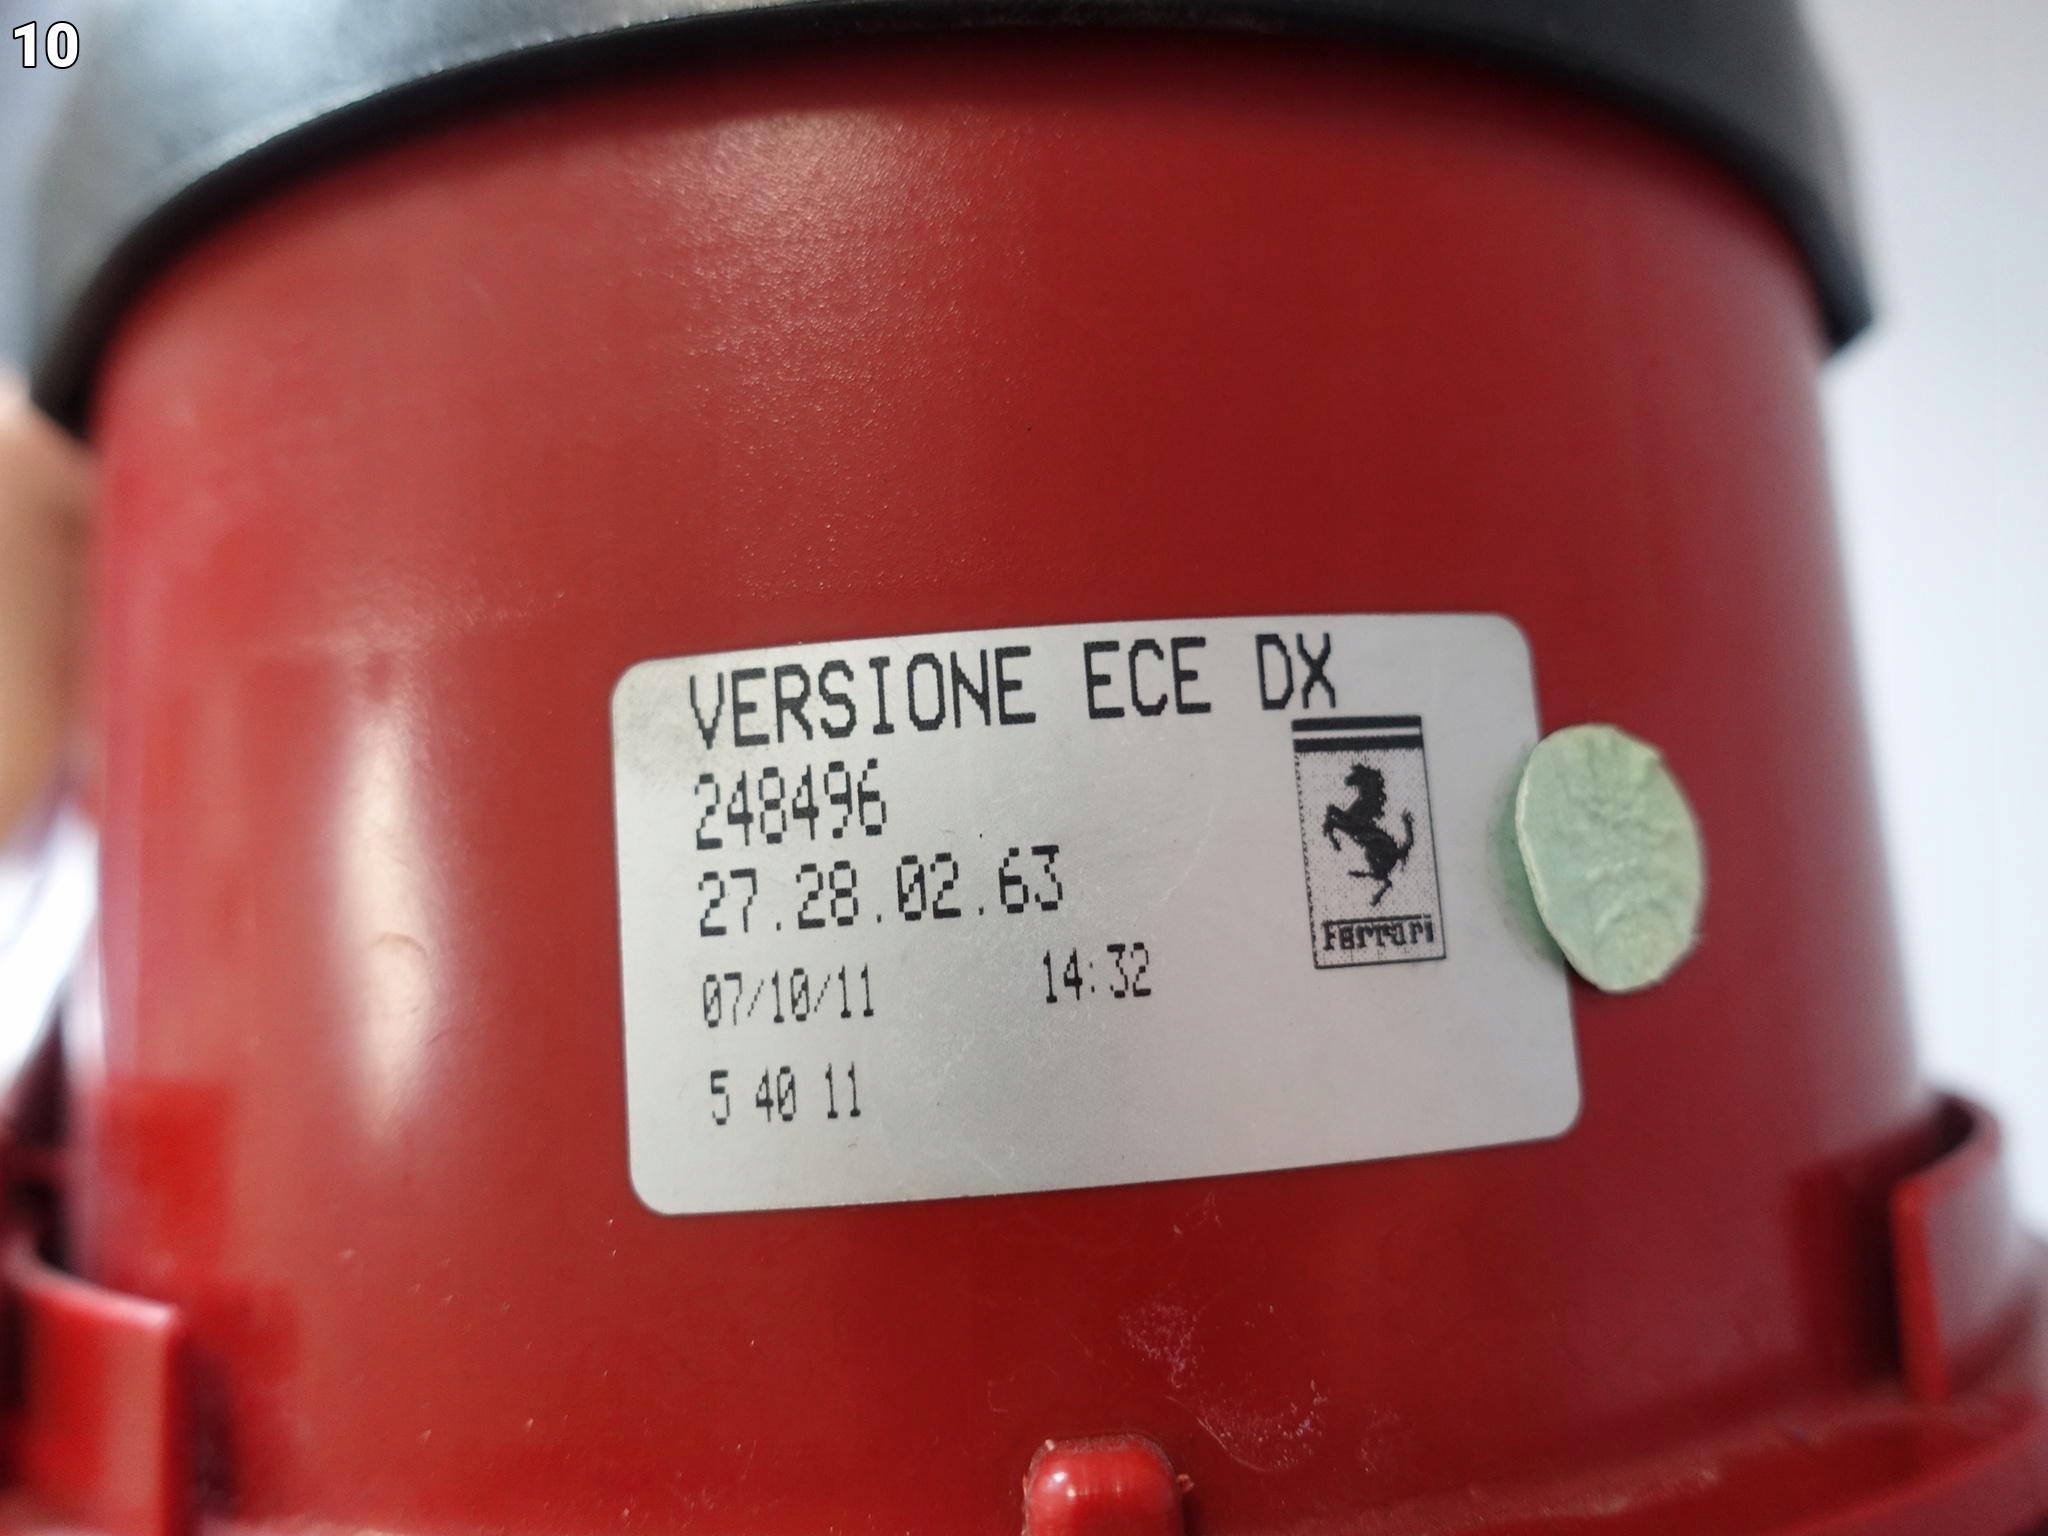 10
VERSIONE ECE DX
248496
27.28.02.63
Ferrari
07/10/11 14:32
5 40 11